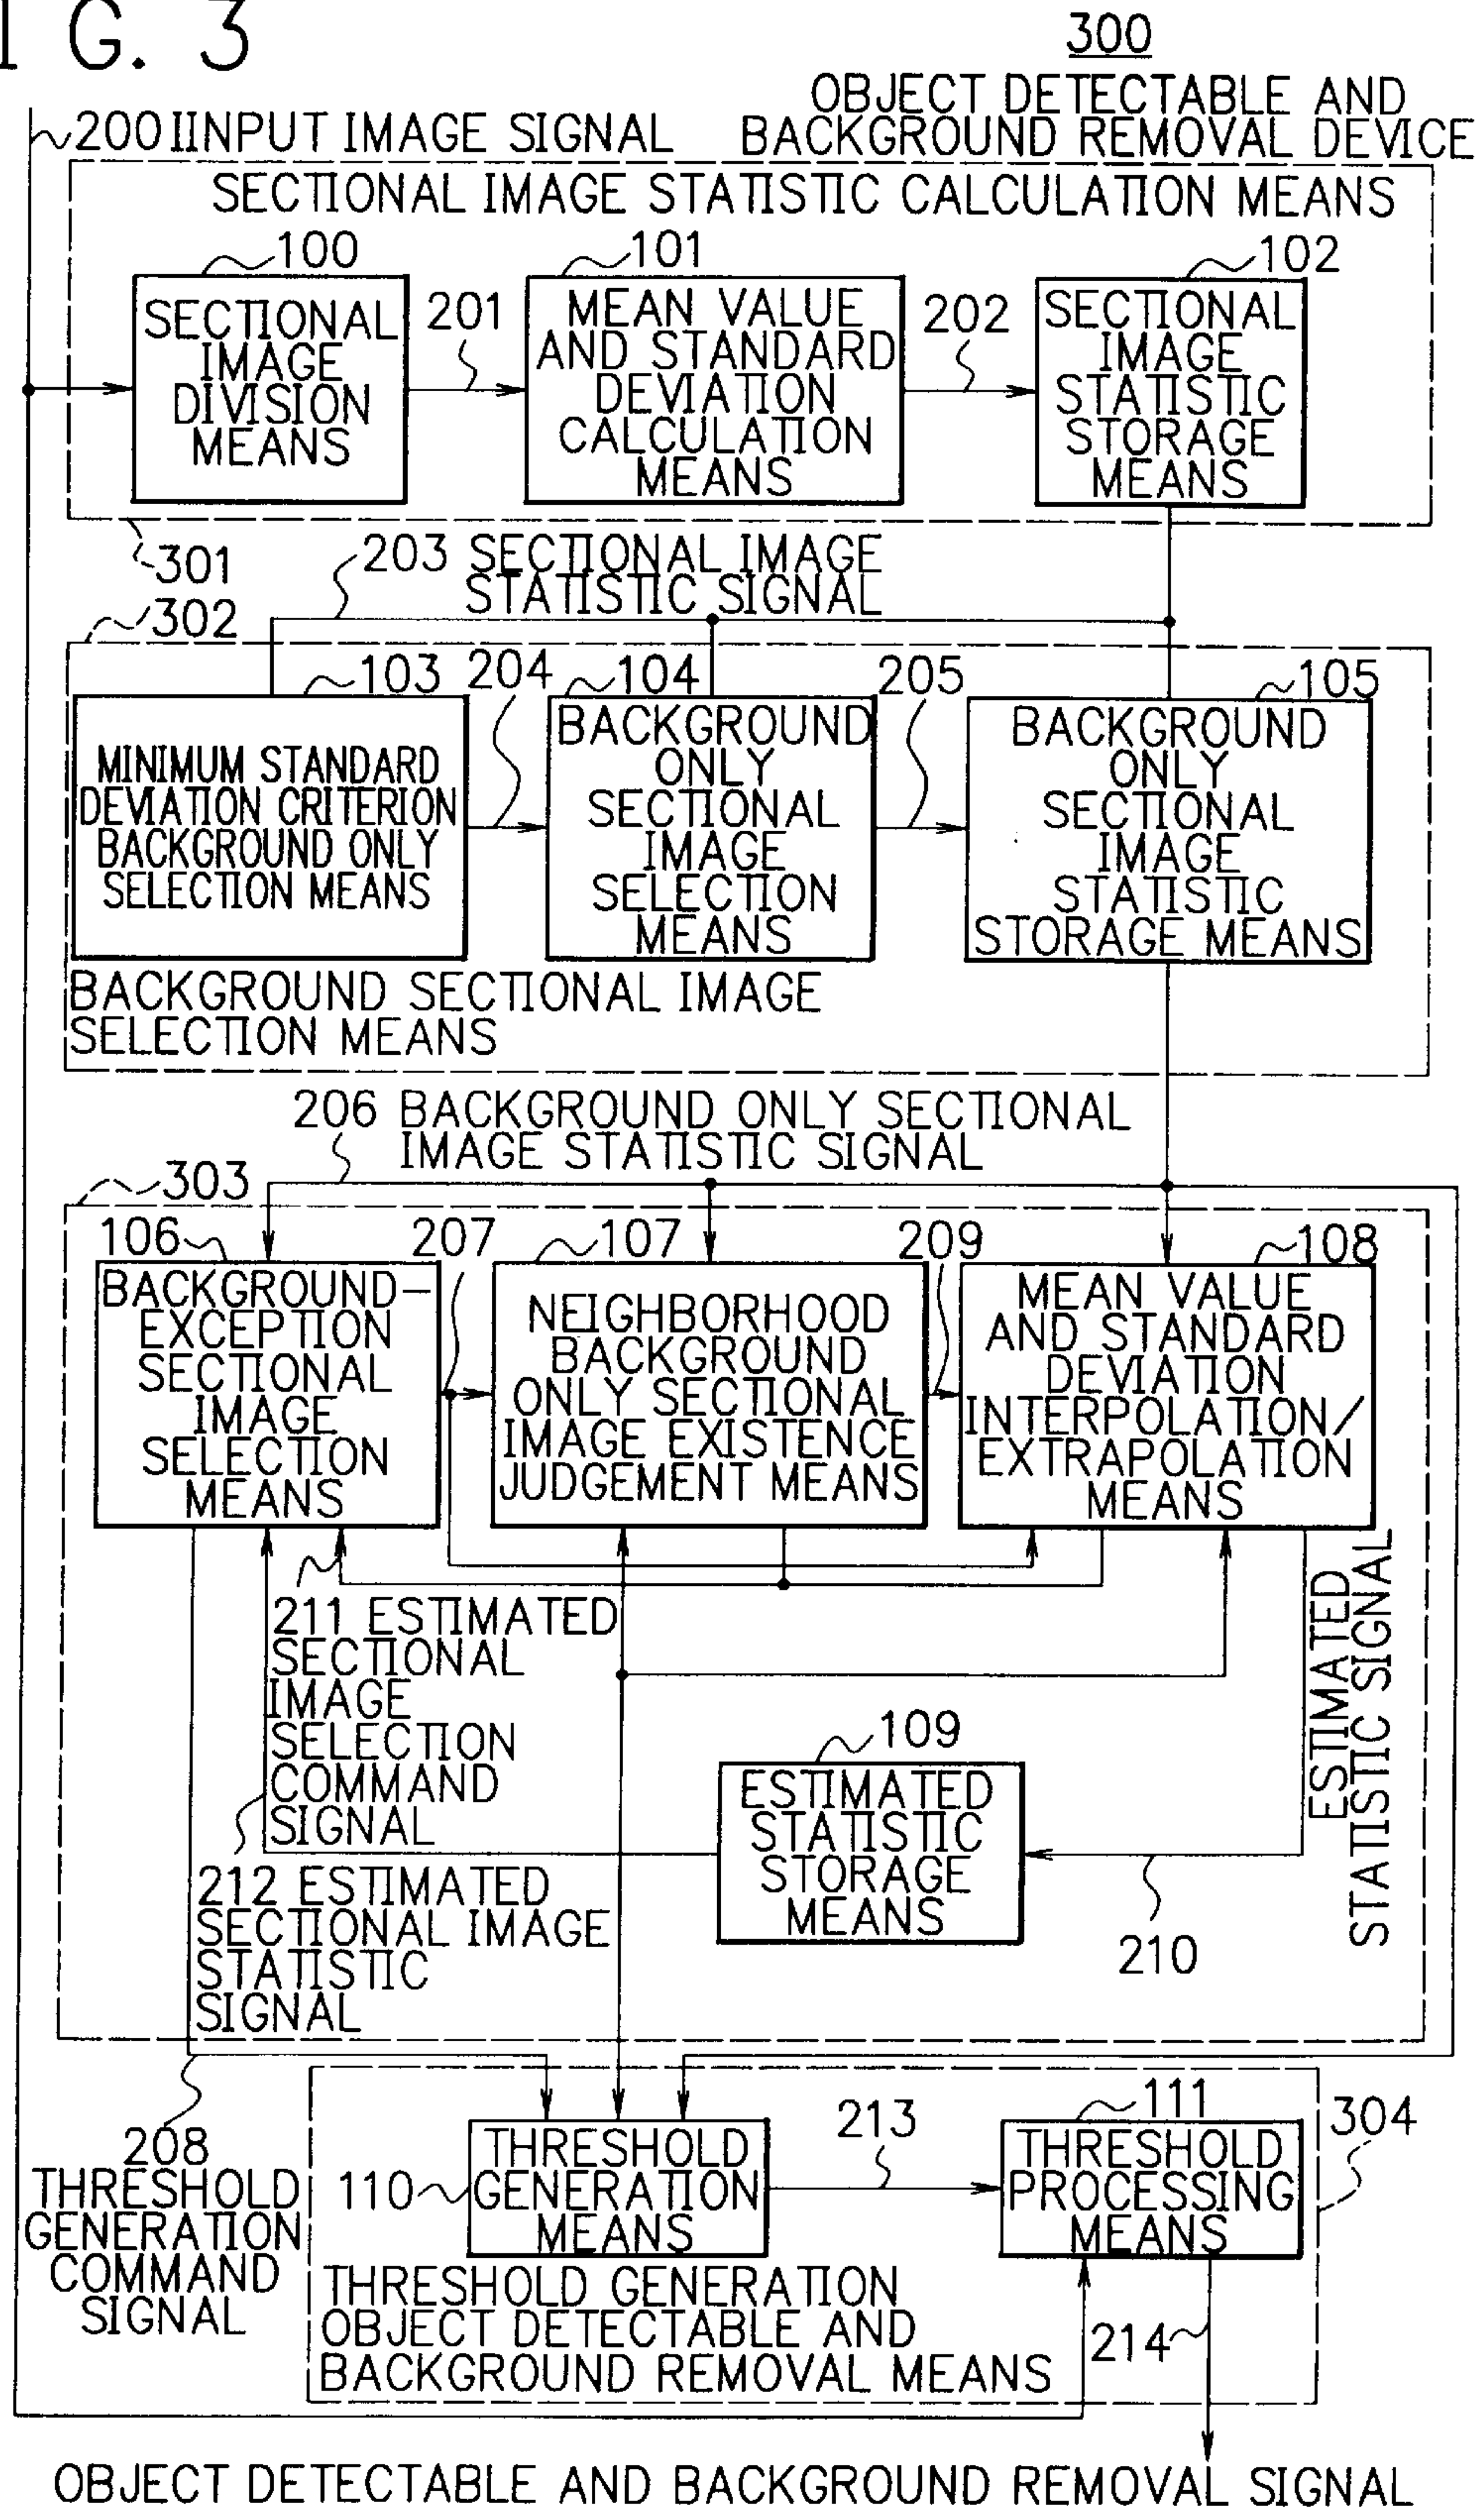 I G. 3
300
OBJECT DETECTABLE AND
BACKGROUND REMOVAL DEVICE
200 IINPUT IMAGE SIGNAL
SECTIONAL IMAGE STATISTIC CALCULATION MEANS
100
101
102
SECTIONAL
IMAGE
DIVISION
MEANS
201
MEAN VALUE
AND STANDARD
DEVIATION
CALCULATION
MEANS
202
SECTIONAL
IMAGE
STATISTIC
STORAGE
MEANS
301
203 SECTIONAL IMAGE
STATISTIC SIGNAL
302
103
204
104
205
105
MINIMUM STANDARD
DEVIATION CRITERION
BACKGROUND ONLY
SELECTION MEANS
BACKGROUND
ONLY
SECTIONAL
IMAGE
SELECTION
MEANS
BACKGROUND
ONLY
SECTIONAL
IMAGE
STATISTIC
STORAGE MEANS
BACKGROUND SECTIONAL IMAGE
SELECTION MEANS
206 BACKGROUND ONLY SECTIONAL
IMAGE STATISTIC SIGNAL
303
106
207
107
209
108
BACKGROUND-
EXCEPTION
SECTIONAL
IMAGE
SELECTION
MEANS
NEIGHBORHOOD
BACKGROUND
ONLY SECTIONAL
IMAGE EXISTENCE
JUDGEMENT MEANS
MEAN VALUE
AND STANDARD
DEVIATION
INTERPOLATION/
EXTRAPOLATION
MEANS
211 ESTIMATED
SECTIONAL
IMAGE
SELECTION
COMMAND
SIGNAL
ESTIMATED
STATISTIC SIGNAL
109
ESTIMATED
STATISTIC
STORAGE
MEANS
210
212 ESTIMATED
SECTIONAL IMAGE
STATISTIC
SIGNAL
208
THRESHOLD
GENERATION
COMMAND
SIGNAL
110
THRESHOLD
GENERATION
MEANS
213
111
THRESHOLD
PROCESSING
MEANS
304
THRESHOLD GENERATION
OBJECT DETECTABLE AND
BACKGROUND REMOVAL MEANS
214
OBJECT DETECTABLE AND BACKGROUND REMOVAL SIGNAL